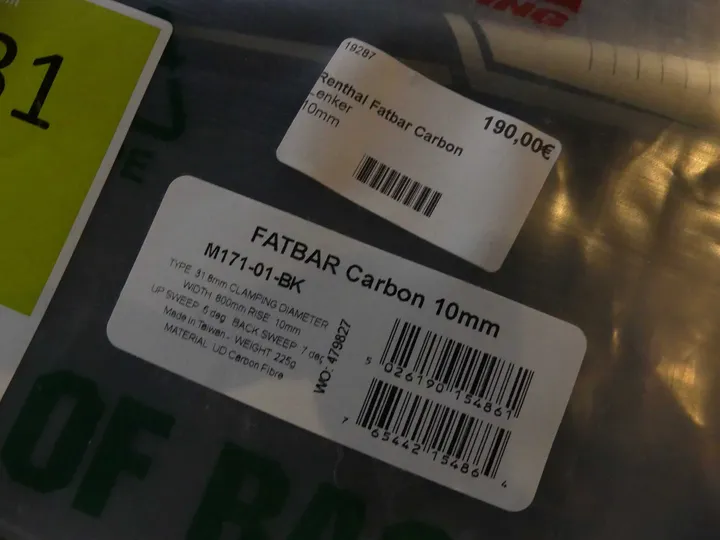 31
19287
Renthal Fatbar Carbon
Lenker
10mm
190,00€
FATBAR Carbon 10mm
M171-01-BK
TYPE 31.8mm CLAMPING DIAMETER
WIDTH 800mm RISE 10mm
UP SWEEP 5 deg BACK SWEEP 7 deg
Made in Taiwan - WEIGHT 225g
MATERIAL UD Carbon Fibre
WO: 479827
5 026190 154861
7 65442 15486 4
OF